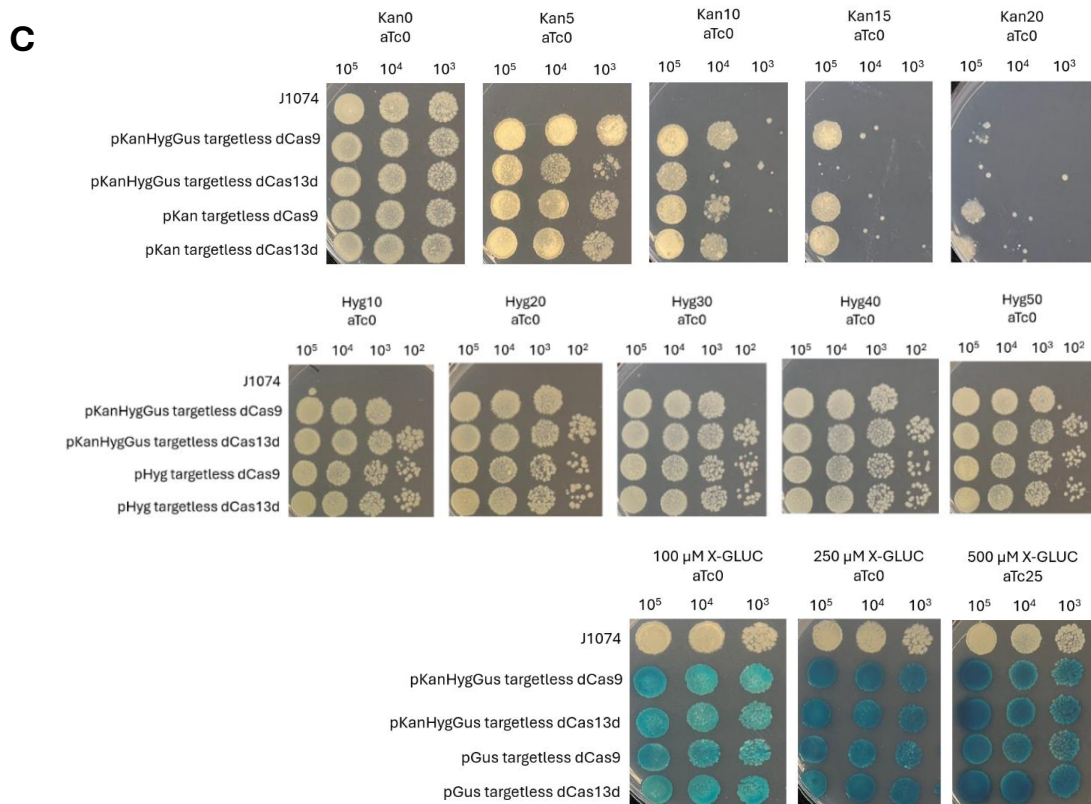 C
Kan0 Kan5 Kan10 Kan15 Kan20
aTc0 aTc0 aTc0 aTc0 aTc0
10⁵ 10⁴ 10³ 10⁵ 10⁴ 10³ 10⁵ 10⁴ 10³ 10⁵ 10⁴ 10³ 10⁵ 10⁴ 10³
J1074
pKanHygGus targetless dCas9
pKanHygGus targetless dCas13d
pKan targetless dCas9
pKan targetless dCas13d
Hyg10 Hyg20 Hyg30 Hyg40 Hyg50
aTc0 aTc0 aTc0 aTc0 aTc0
10⁵ 10⁴ 10³ 10² 10⁵ 10⁴ 10³ 10² 10⁵ 10⁴ 10³ 10² 10⁵ 10⁴ 10³ 10² 10⁵ 10⁴ 10³ 10²
J1074
pKanHygGus targetless dCas9
pKanHygGus targetless dCas13d
pHyg targetless dCas9
pHyg targetless dCas13d
100 µM X-GLUC 250 µM X-GLUC 500 µM X-GLUC
aTc0 aTc0 aTc25
10⁵ 10⁴ 10³ 10⁵ 10⁴ 10³ 10⁵ 10⁴ 10³
J1074
pKanHygGus targetless dCas9
pKanHygGus targetless dCas13d
pGus targetless dCas9
pGus targetless dCas13d